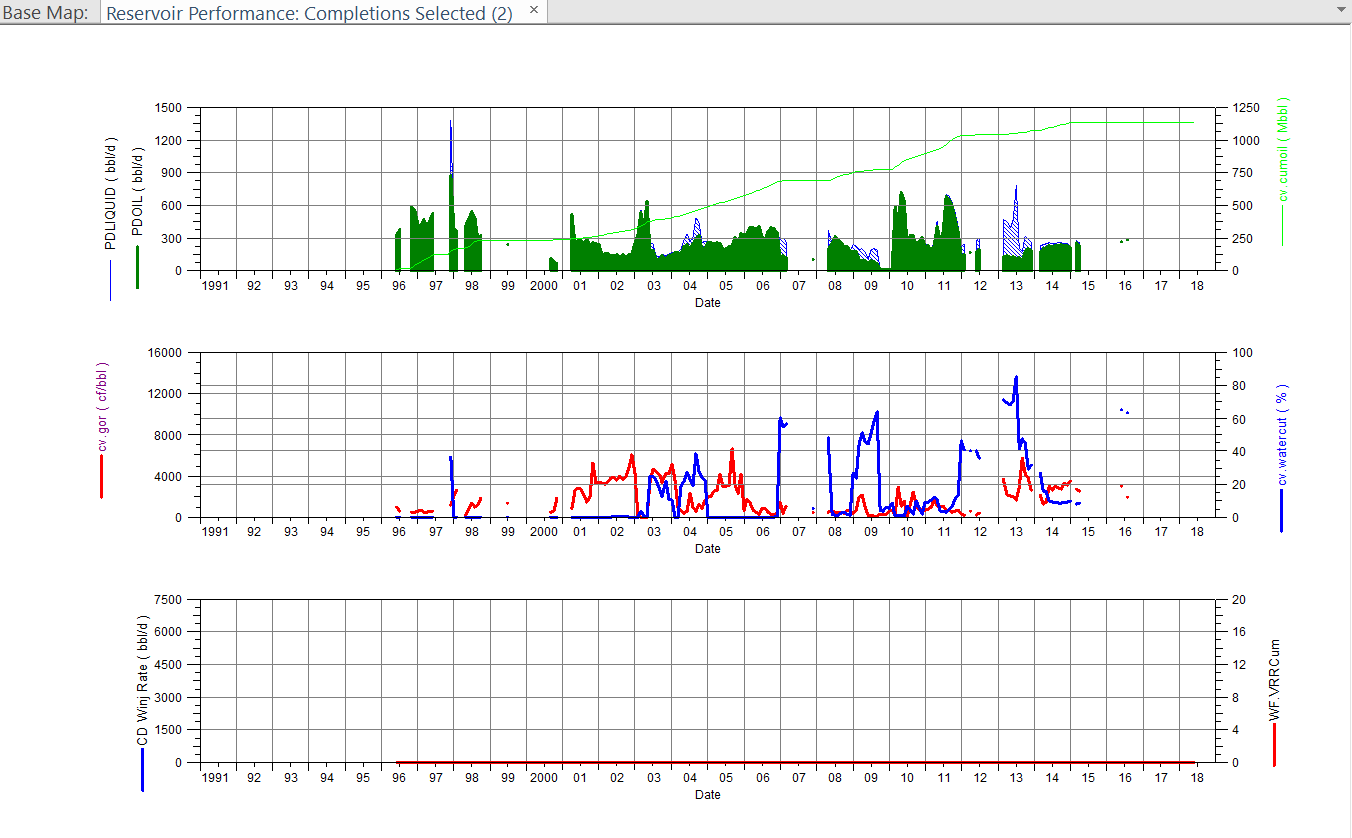 Base Map: Reservoir Performance: Completions Selected (2) ×
PDLIQUID ( bbl/d )
PDOIL ( bbl/d )
1500
1200
900
600
300
0
1250
1000
750
500
250
0
cv.cumoil ( Mbbl )
1991 92 93 94 95 96 97 98 99 2000 01 02 03 04 05 06 07 08 09 10 11 12 13 14 15 16 17 18
Date
cv.gor ( cf/bbl )
16000
12000
8000
4000
0
100
80
60
40
20
0
cv.watercut ( % )
1991 92 93 94 95 96 97 98 99 2000 01 02 03 04 05 06 07 08 09 10 11 12 13 14 15 16 17 18
Date
CD Winj Rate ( bbl/d )
7500
6000
4500
3000
1500
0
20
16
12
8
4
0
WF.VRRCum
1991 92 93 94 95 96 97 98 99 2000 01 02 03 04 05 06 07 08 09 10 11 12 13 14 15 16 17 18
Date